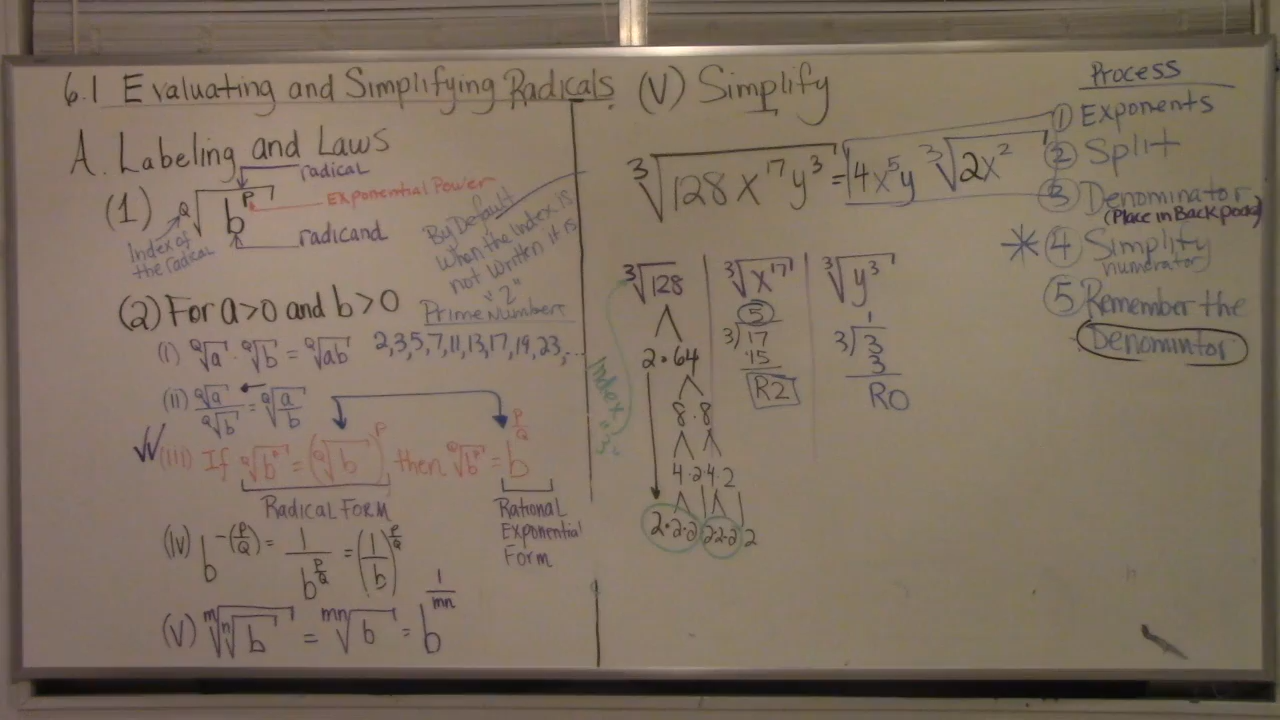 6.1 Evaluating and Simplifying Radicals
A. Labeling and Laws
radical
(1) Q√b^P
Exponential Power
Index of
the radical
radicand
By Default
when the Index is
not written it is
"2"
(2) For a>0 and b>0
Prime Numbers
2,3,5,7,11,13,17,19,23,...
(i) Q√a · Q√b = Q√ab
(ii) Q√a / Q√b = Q√(a/b)
(iii) If Q√b^P = (Q√b)^P, then Q√b^P = b^(P/Q)
Radical Form
Rational
Exponential
Form
(iv) b^-(P/Q) = 1/b^(P/Q) = (1/b)^(P/Q)
(v) m√n√b = mn√b = b^(1/mn)
(V) Simplify
3√128x^17y^3 = 4x^5y 3√2x^2
3√128
2·64
8·8
4·2·4·2
2·2·2 2·2·2 2
Index
"3"
3√x^17
5
3)17
15
R2
3√y^3
1
3)3
3
R0
Process
① Exponents
② Split
③ Denominator
(Place in Back pocket)
* ④ Simplify
numerator
⑤ Remember the
Denomintor